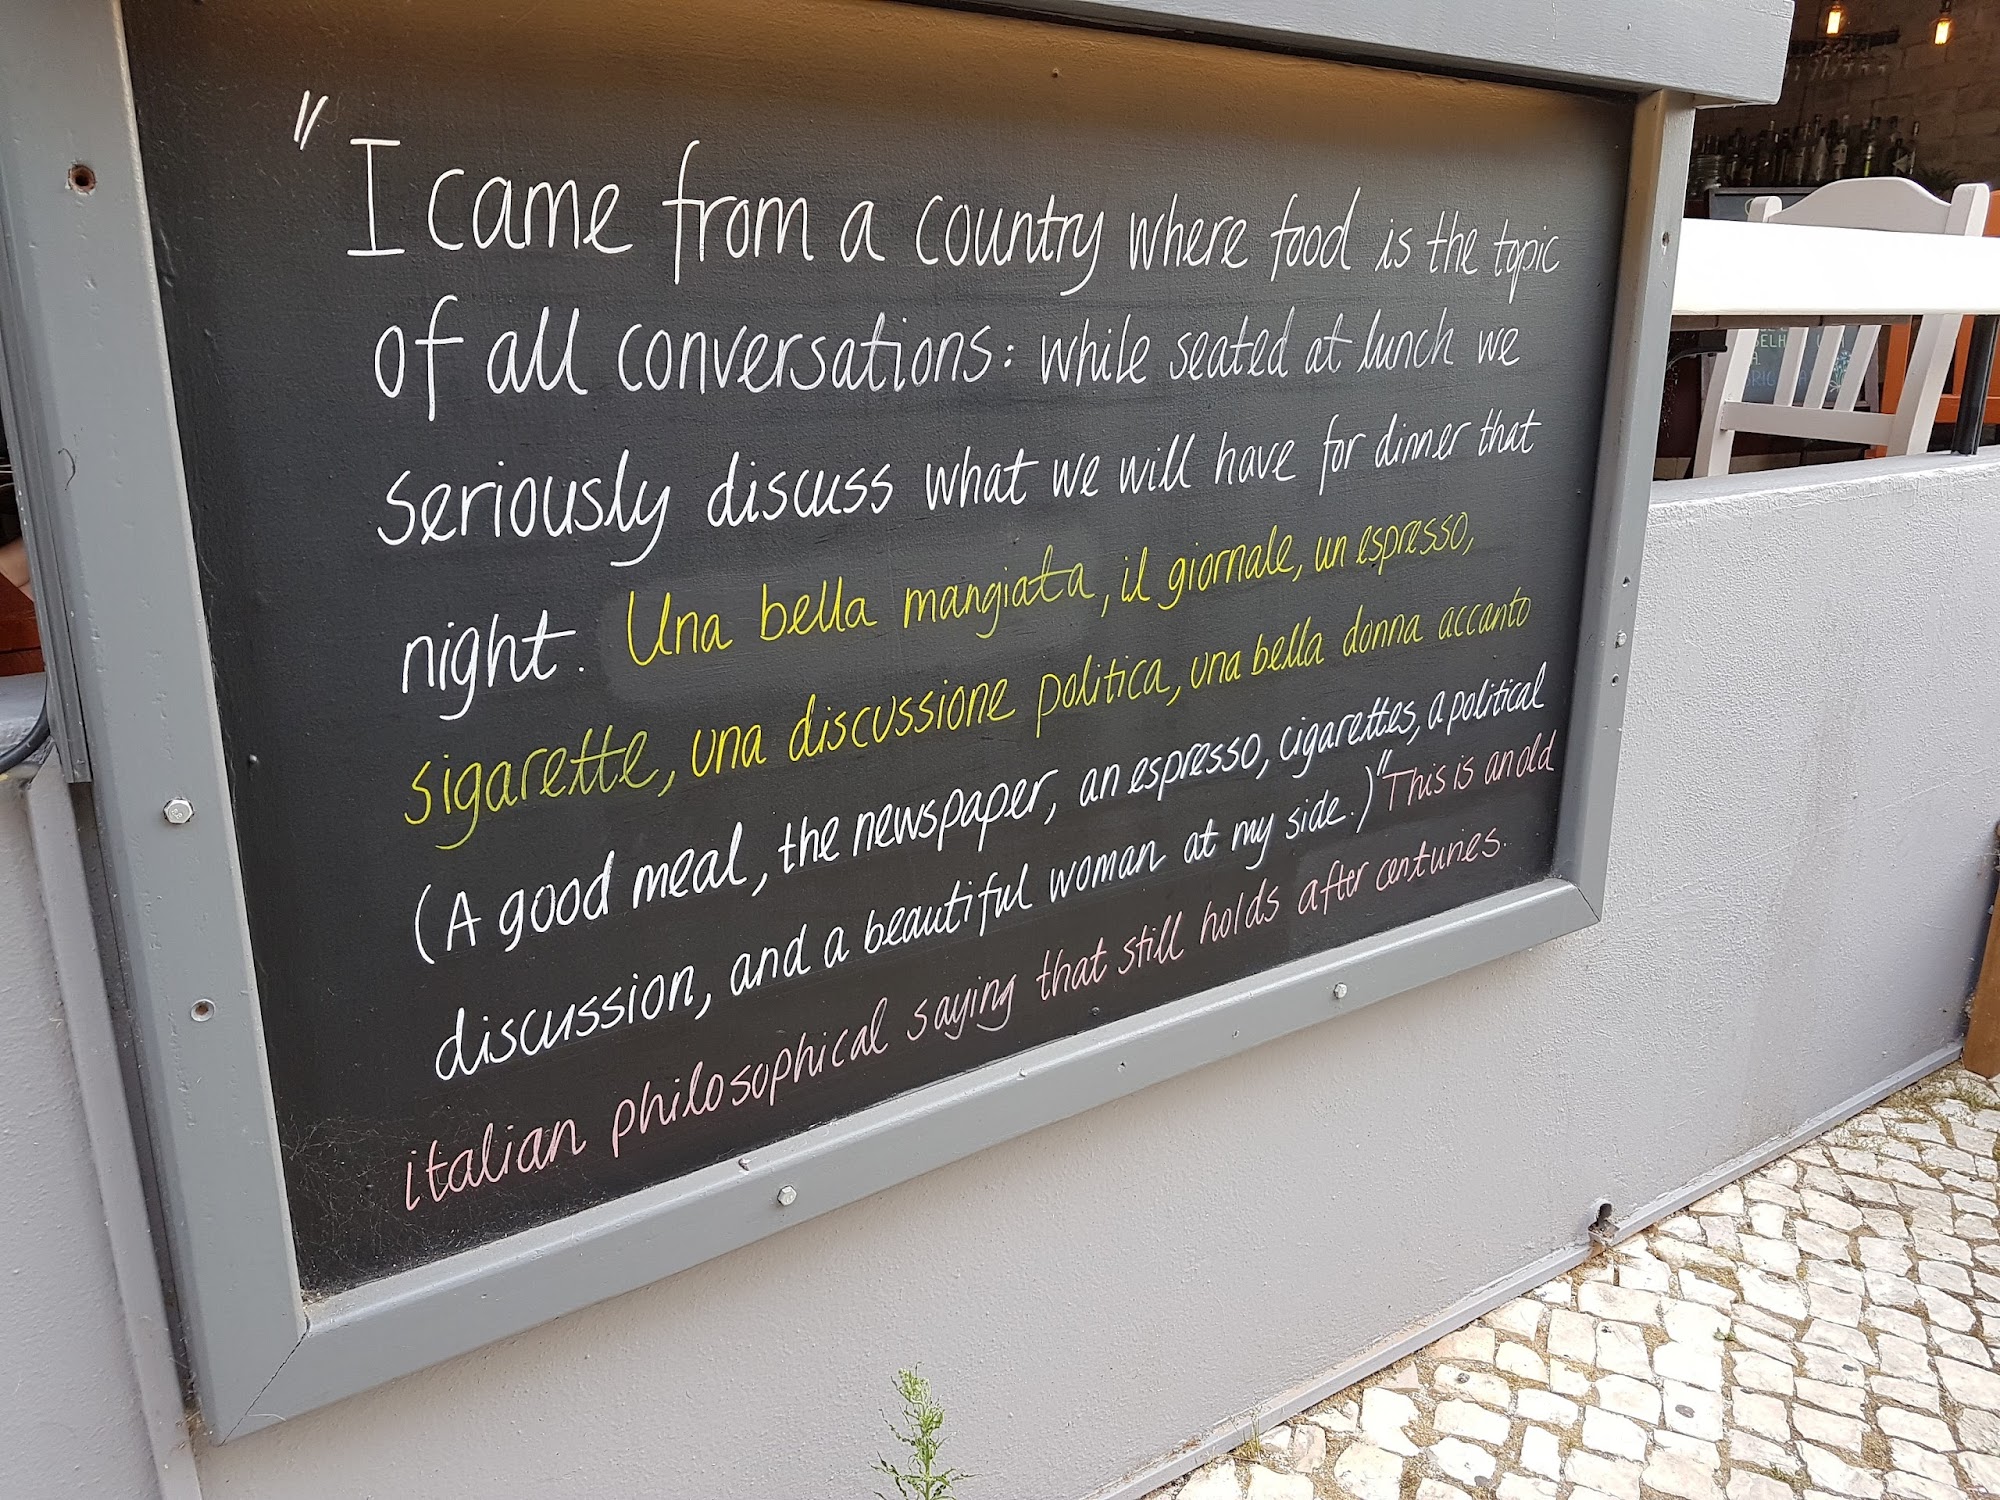 "I came from a country where food is the topic
of all conversations: while seated at lunch we
seriously discuss what we will have for dinner that
night. Una bella mangiata, il giornale, un espresso,
sigarette, una discussione politica, una bella donna accanto
(A good meal, the newspaper, an espresso, cigarettes, a political
discussion, and a beautiful woman at my side.)" This is an old
italian philosophical saying that still holds after centuries.